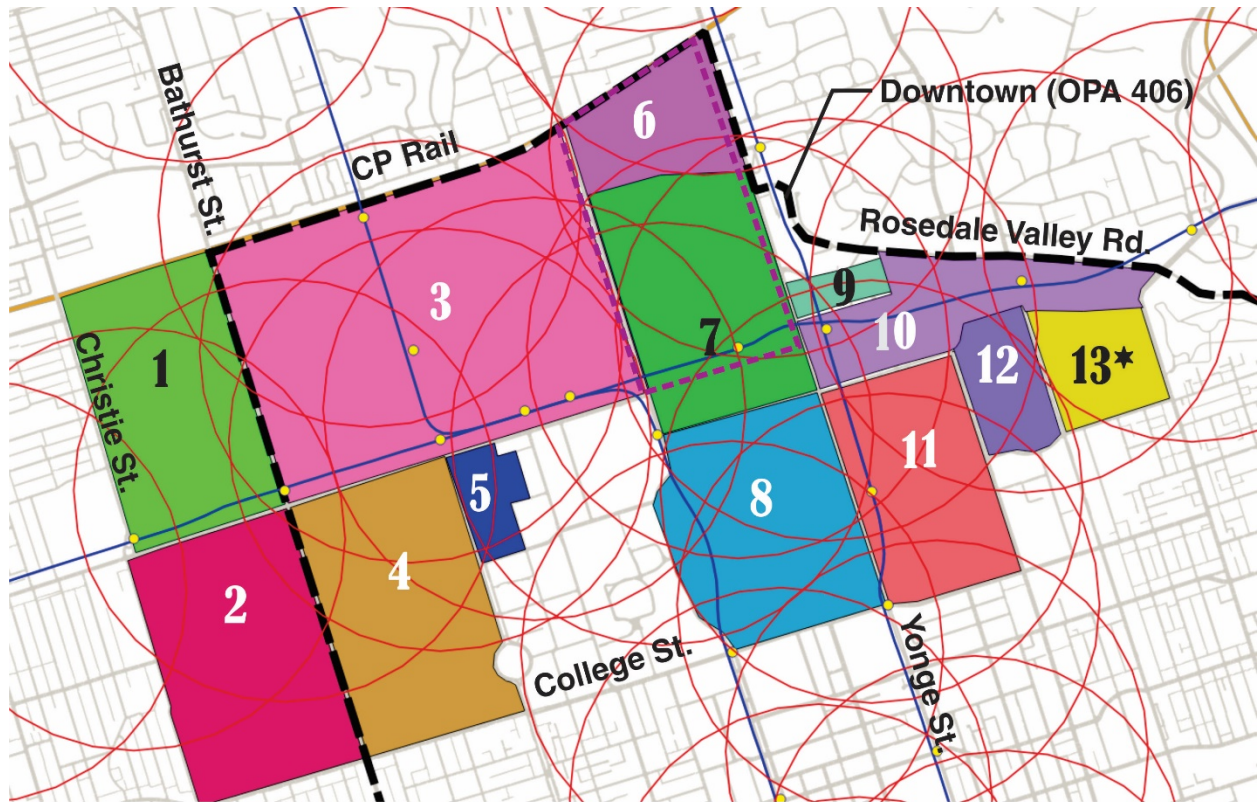 Bathurst St.
CP Rail
Downtown (OPA 406)
Rosedale Valley Rd.
Christie St.
College St.
Yonge St.
1
2
3
4
5
6
7
8
9
10
11
12
13*